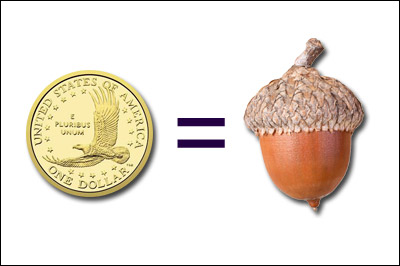 UNITED STATES OF AMERICA
E
PLURIBUS
UNUM
ONE DOLLAR
=